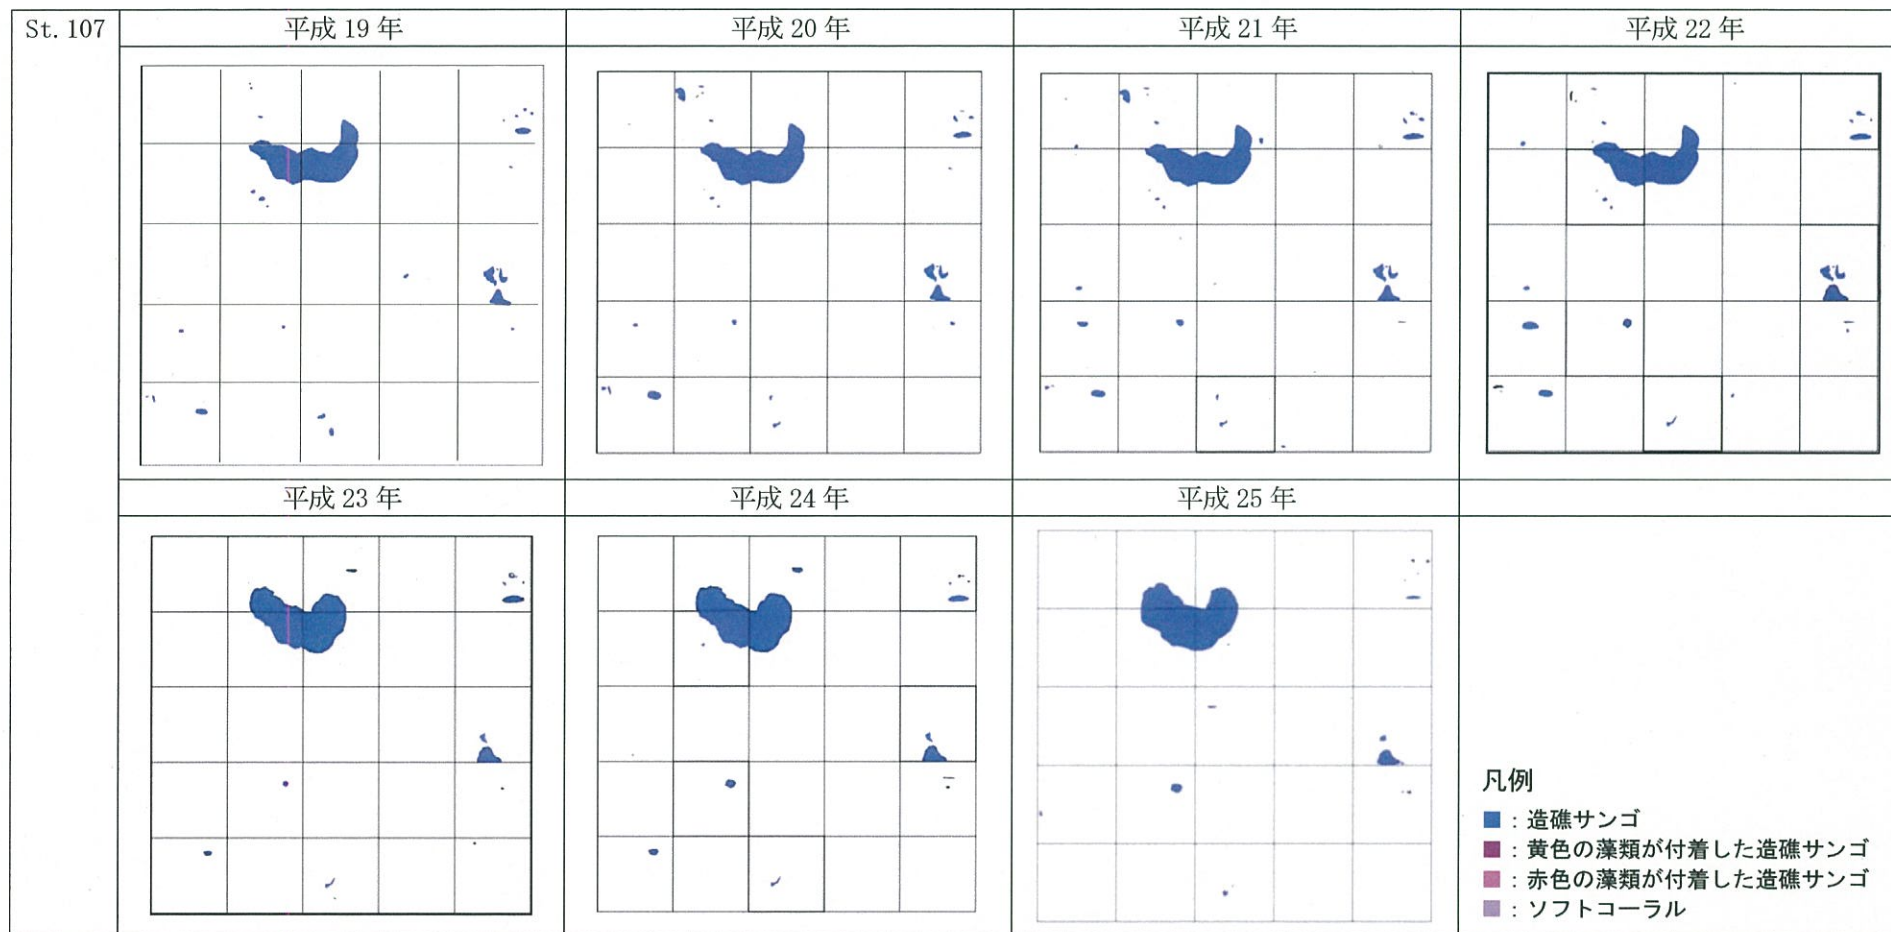 St. 107
平成 19 年
平成 20 年
平成 21 年
平成 22 年
平成 23 年
平成 24 年
平成 25 年
凡例
：造礁サンゴ
：黄色の藻類が付着した造礁サンゴ
：赤色の藻類が付着した造礁サンゴ
：ソフトコーラル